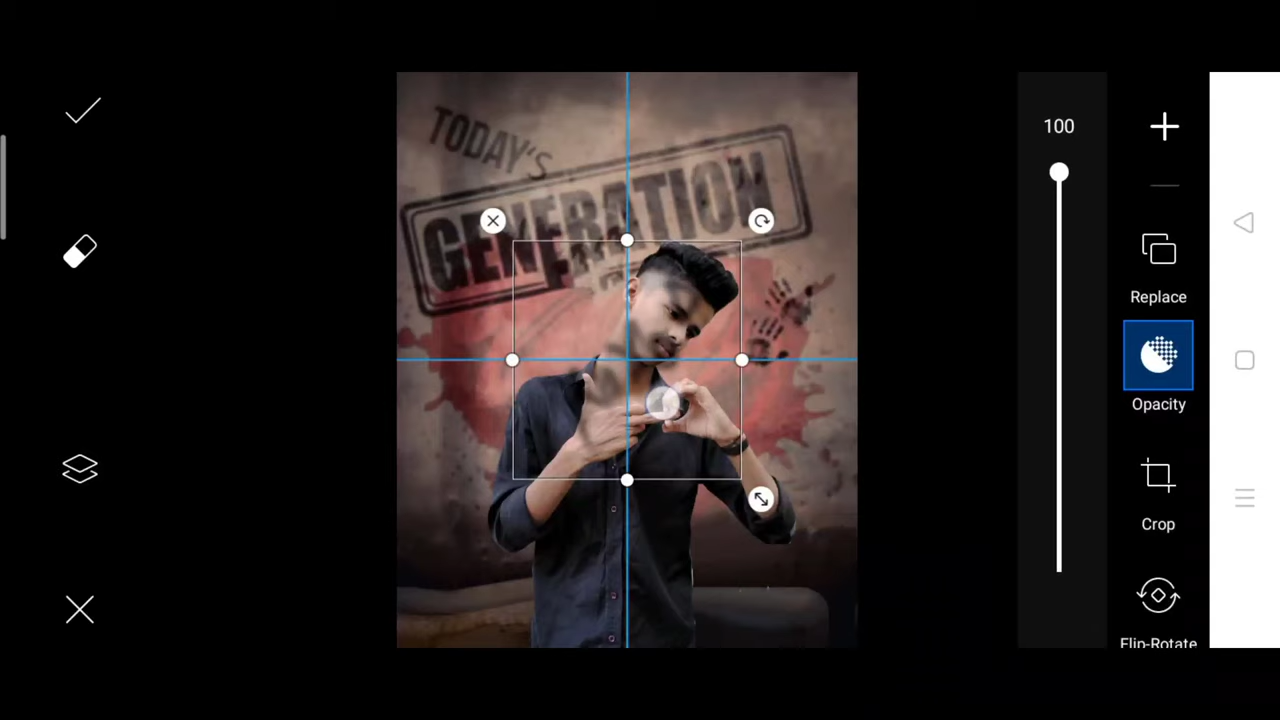 100
TODAY'S
GENERATION
Replace
Opacity
Crop
Flip-Rotate